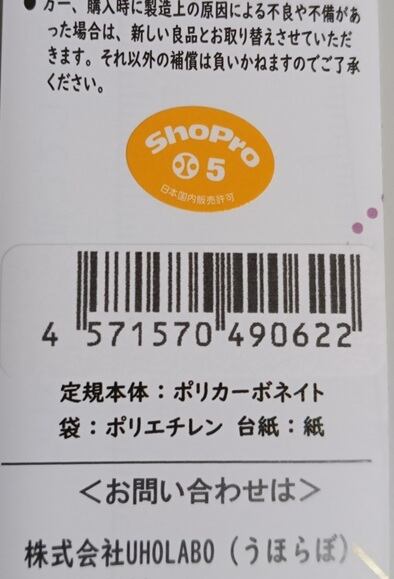 ● 万一、購入時に製造上の原因による不良や不備があ
った場合は、新しい良品とお取り替えさせていただ
きます。それ以外の補償は負いかねますのでご了承
ください。
ShoPro
5
日本国内販売許可
4 571570 490622
定規本体：ポリカーボネイト
袋：ポリエチレン 台紙：紙
＜お問い合わせは＞
株式会社UHOLABO（うほらぼ）